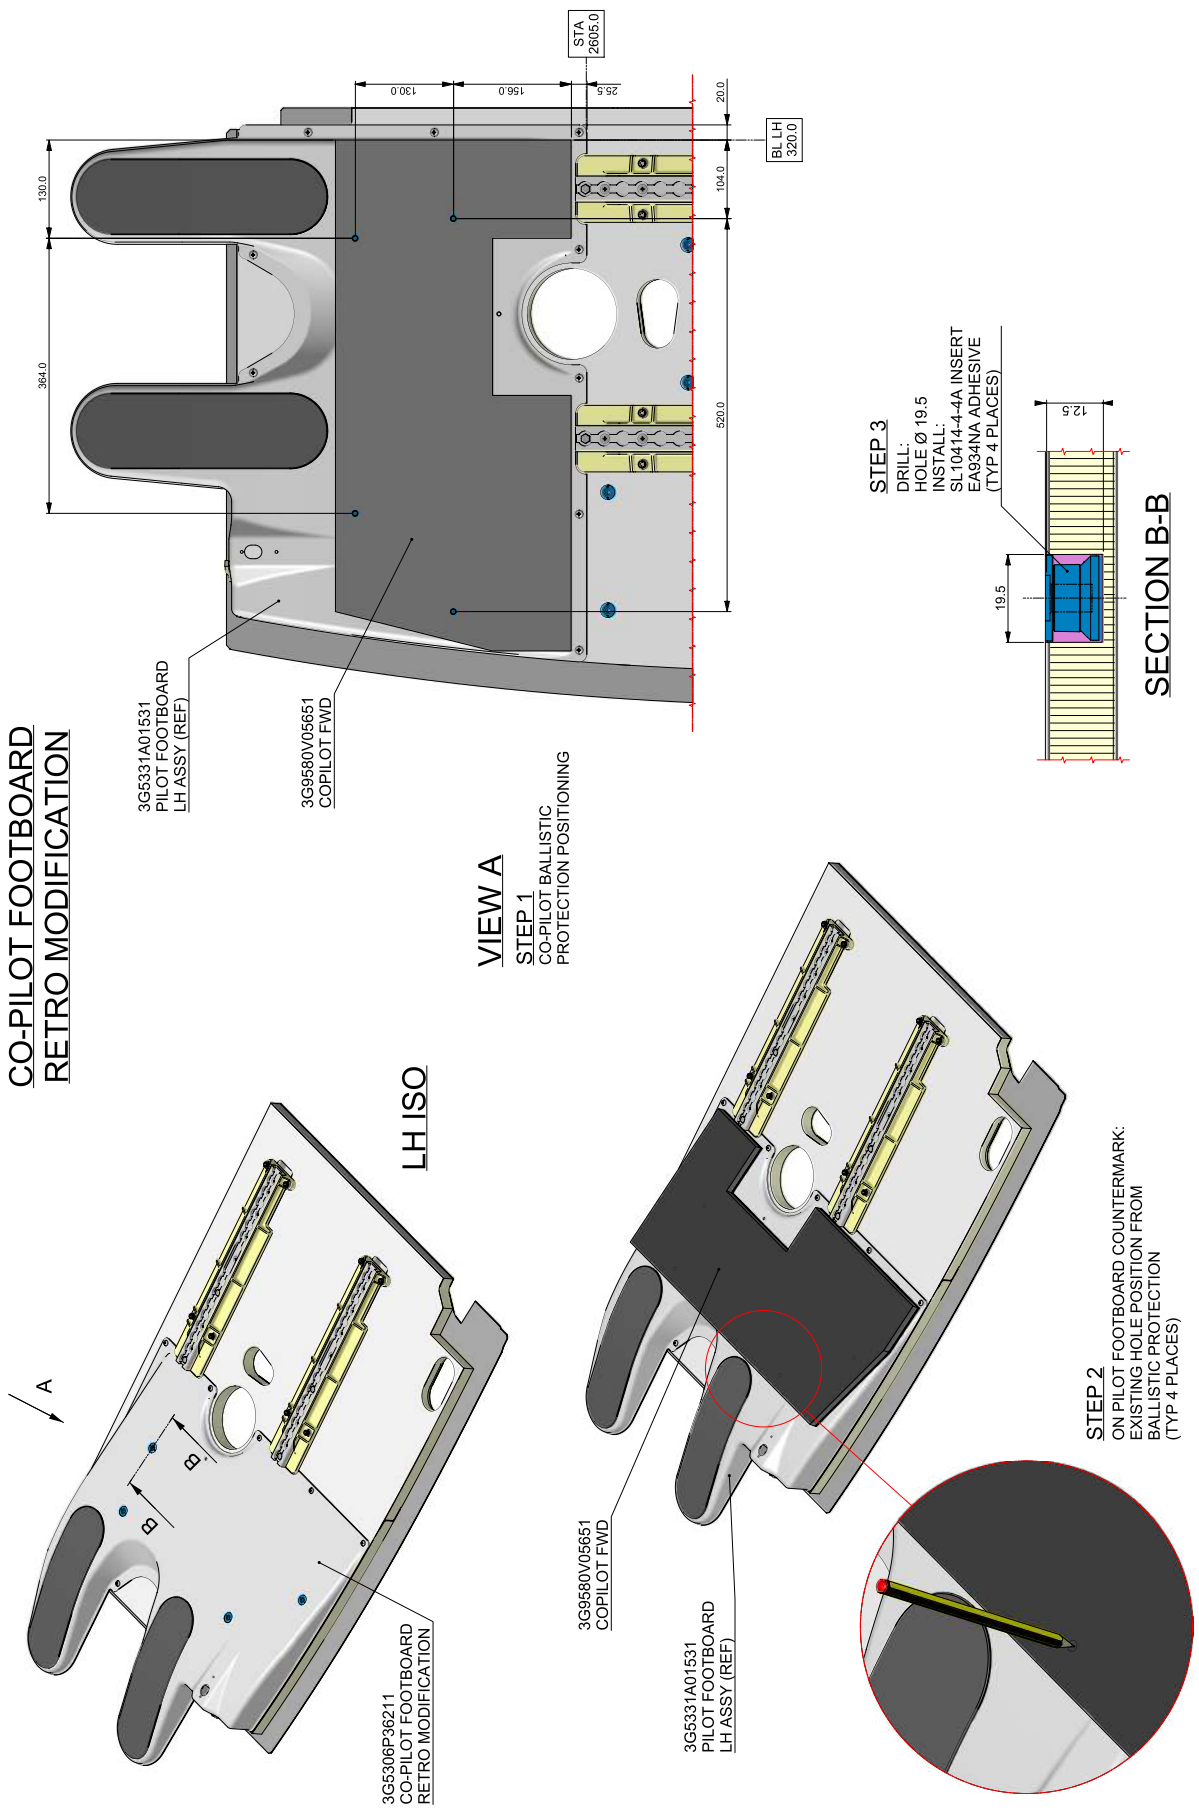 CO-PILOT FOOTBOARD
RETRO MODIFICATION
A
B
B
LH ISO
3G5306P36211
CO-PILOT FOOTBOARD
RETRO MODIFICATION
3G5331A01531
PILOT FOOTBOARD
LH ASSY (REF)
3G9580V05651
COPILOT FWD
364.0
130.0
130.0
156.0
25.5
STA
2605.0
20.0
104.0
520.0
BL LH
320.0
VIEW A
STEP 1
CO-PILOT BALLISTIC
PROTECTION POSITIONING
3G9580V05651
COPILOT FWD
3G5331A01531
PILOT FOOTBOARD
LH ASSY (REF)
STEP 2
ON PILOT FOOTBOARD COUNTERMARK:
EXISTING HOLE POSITION FROM
BALLISTIC PROTECTION
(TYP 4 PLACES)
STEP 3
DRILL:
HOLE Ø 19.5
INSTALL:
SL10414-4-4A INSERT
EA934NA ADHESIVE
(TYP 4 PLACES)
19.5
12.5
SECTION B-B